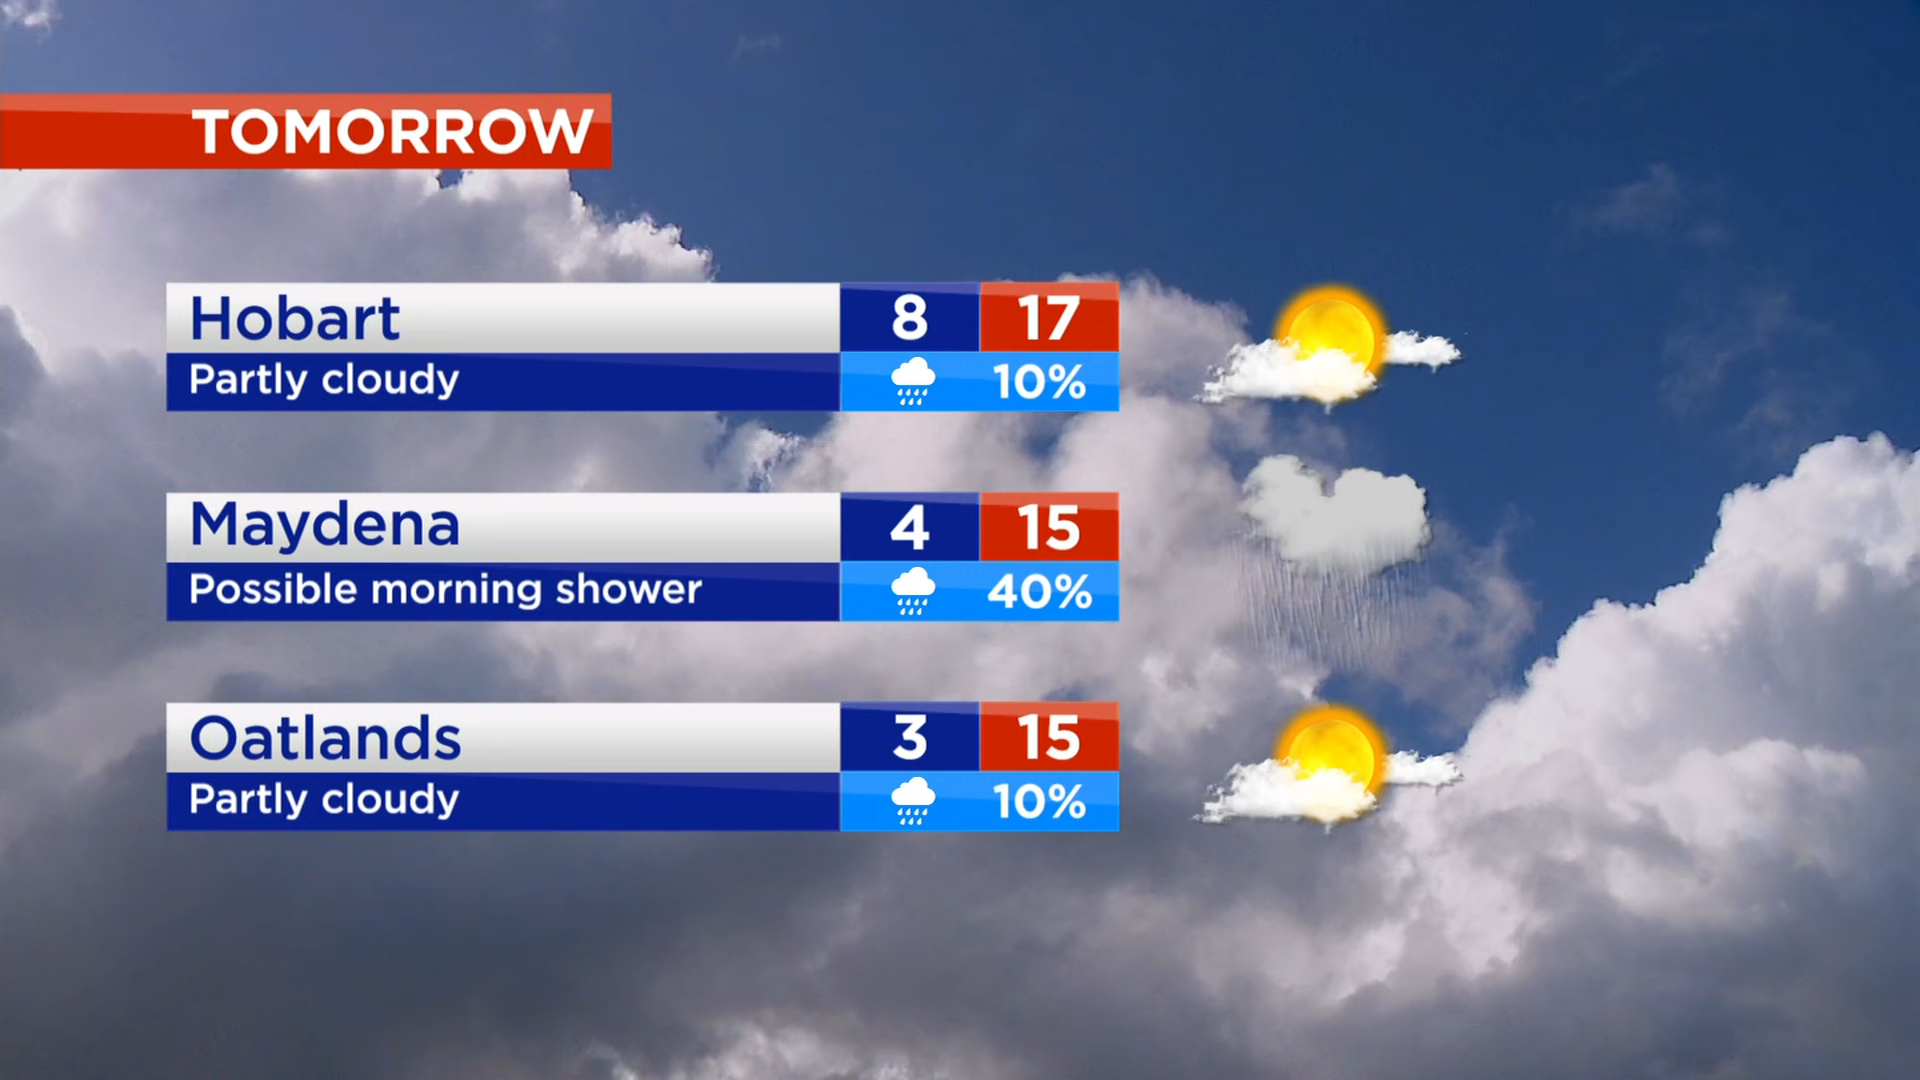 TOMORROW
Hobart 8 17
Partly cloudy 10%
Maydena 4 15
Possible morning shower 40%
Oatlands 3 15
Partly cloudy 10%